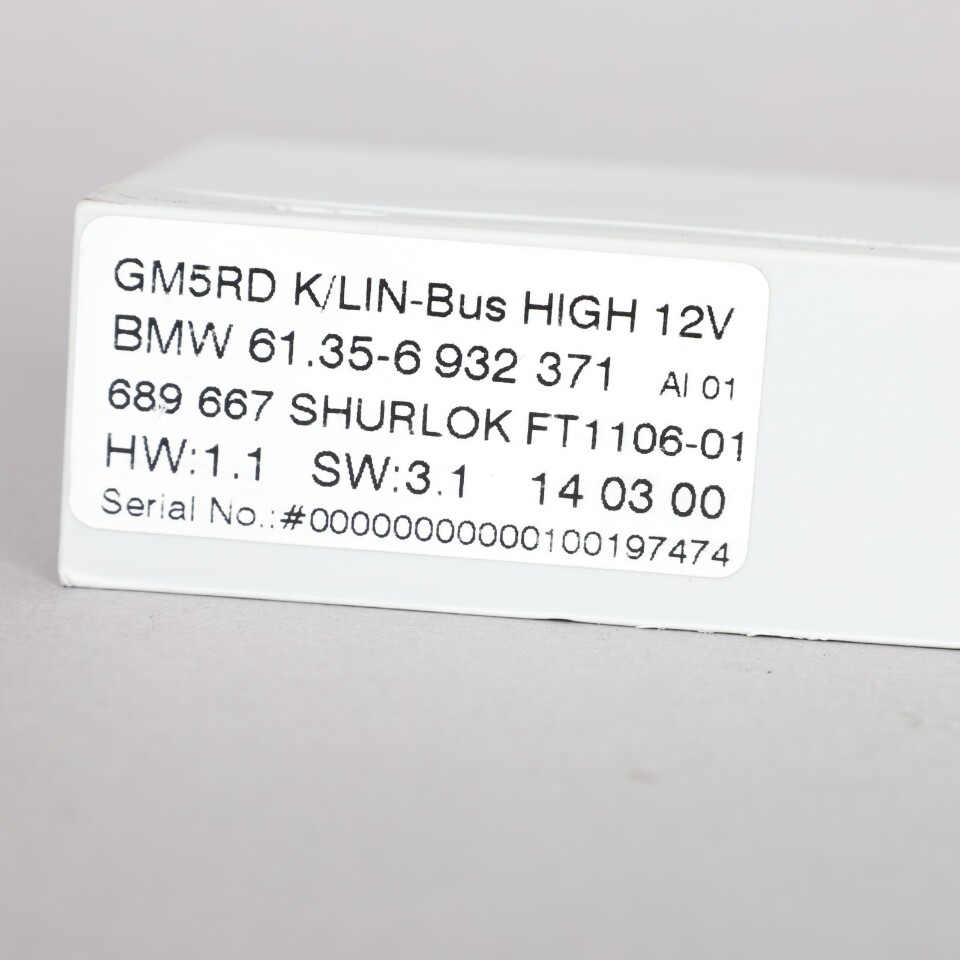 GM5RD K/LIN-Bus HIGH 12V
BMW 61.35-6 932 371 AI 01
689 667 SHURLOK FT1106-01
HW:1.1 SW:3.1 14 03 00
Serial No.:#00000000000100197474